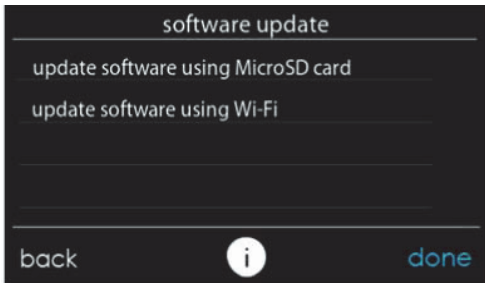 software update
update software using MicroSD card
update software using Wi-Fi
back i done